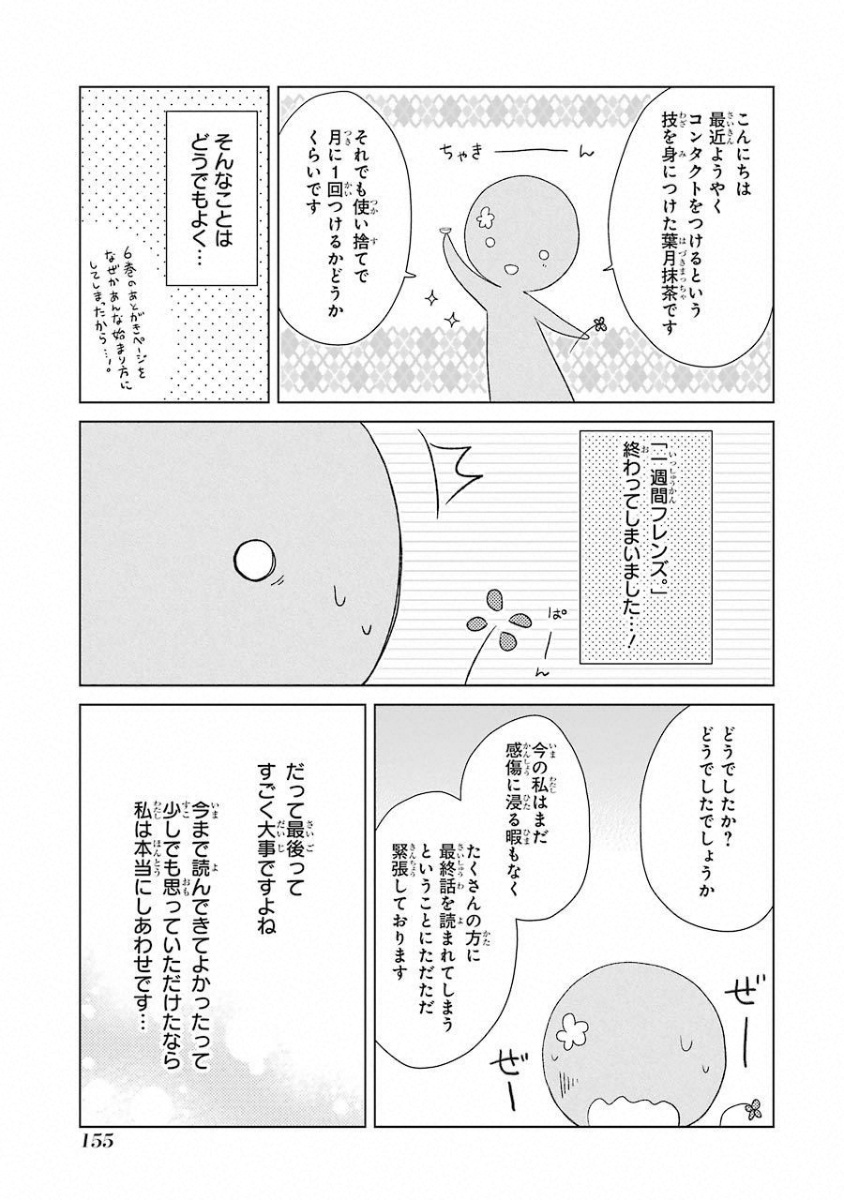 こんにちは
最近ようやく
コンタクトをつけるという
技を身につけた葉月抹茶です
ちゃきーん
それでも使い捨てで
月に1回つけるかどうか
くらいです
そんなことは
どうでもよく…
6巻のあとがきページを
なぜかあんな始まり方に
してしまったから…!。
「一週間フレンズ。」
終わってしまいました…!
ぱーん
どうでしたか?
どうでしたでしょうか
今の私はまだ
感傷に浸る暇もなく
たくさんの方に
最終話を読まれてしまう
ということにただただ
緊張しております
ぜー
ぜー
だって最後って
すごく大事ですよね
今まで読んできてよかったって
少しでも思っていただけたなら
私は本当にしあわせです…
155